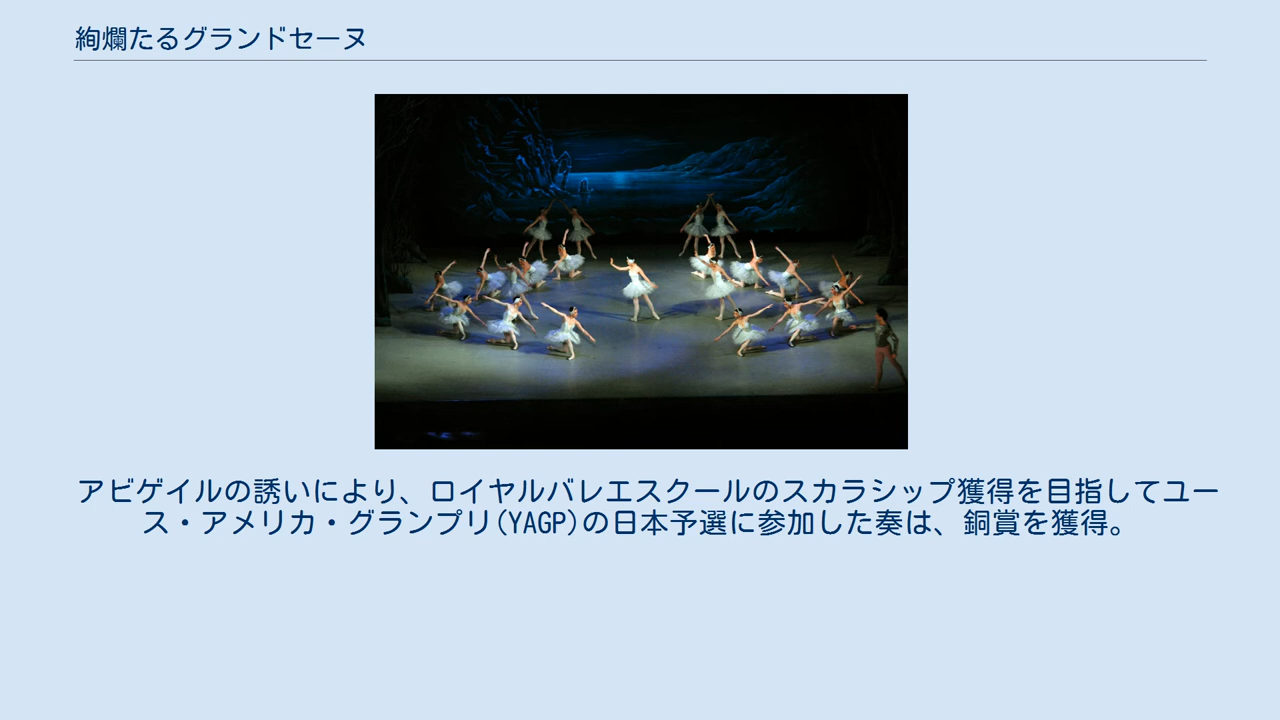 絢爛たるグランドセーヌ
アビゲイルの誘いにより、ロイヤルバレエスクールのスカラシップ獲得を目指してユー
ス・アメリカ・グランプリ(YAGP)の日本予選に参加した奏は、銅賞を獲得。